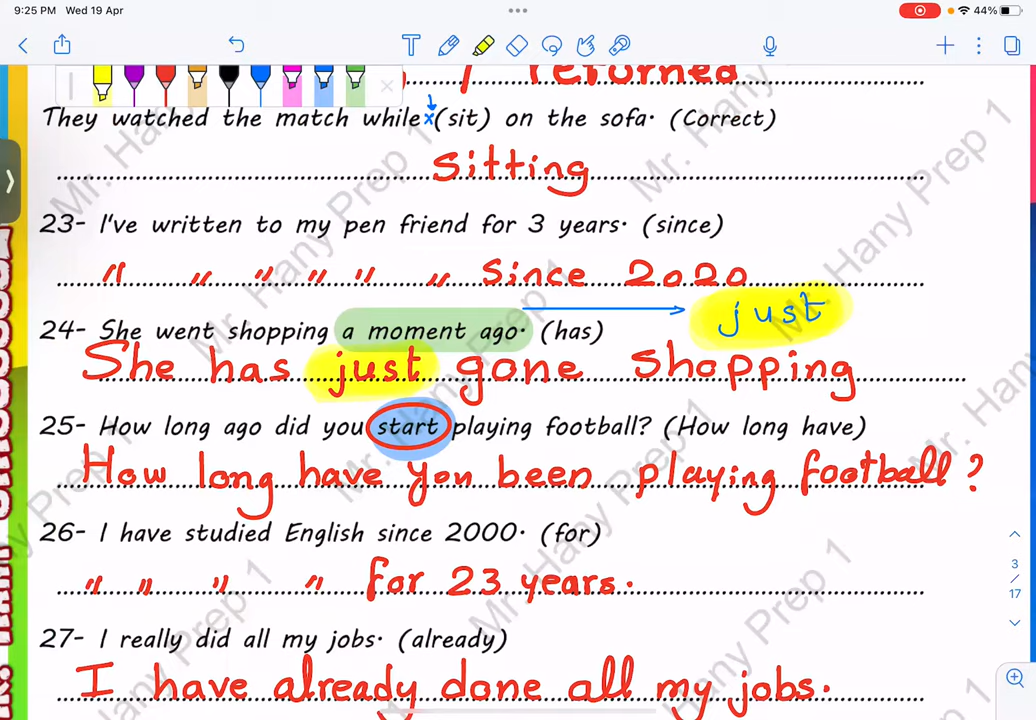 9:25 PM Wed 19 Apr
44%
returned
They watched the match while x (sit) on the sofa. (Correct)
Sitting
23- I've written to my pen friend for 3 years. (since)
" " " " " " Since 2020
just
24- She went shopping a moment ago. (has)
She has just gone Shopping
25- How long ago did you start playing football? (How long have)
How long have you been playing football?
26- I have studied English since 2000. (for)
" " " " for 23 years.
27- I really did all my jobs. (already)
I have already done all my jobs.
3
/
17
Mr. Hany Prep 1